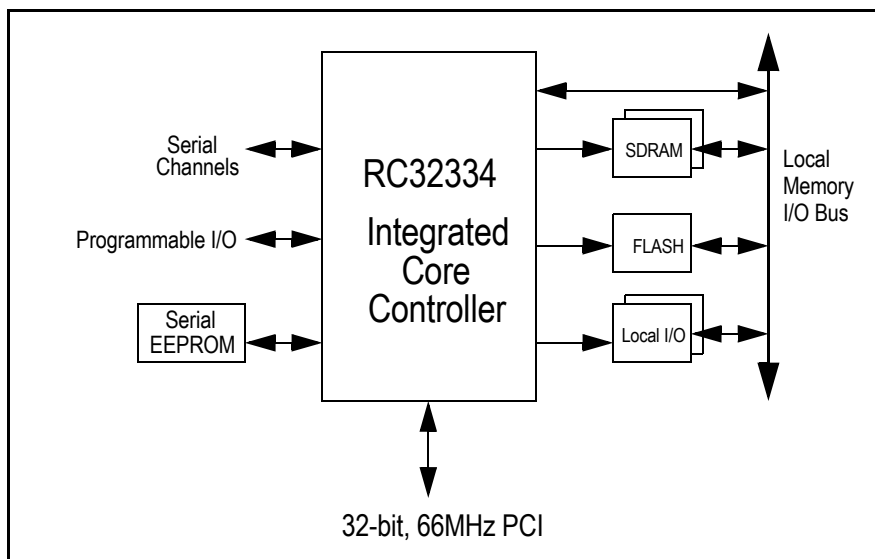 Serial
Channels
Programmable I/O
Serial
EEPROM
RC32334
Integrated
Core
Controller
SDRAM
FLASH
Local I/O
Local
Memory
I/O Bus
32-bit, 66MHz PCI